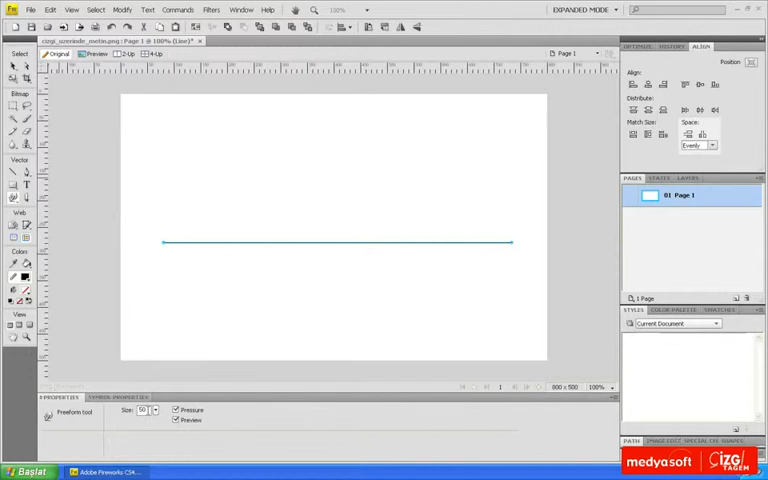 Fw File Edit View Select Modify Text Commands Filters Window Help 100% EXPANDED MODE
cizgi_uzerinde_metin.png : Page 1 @ 100% (Line)*
Original Preview 2-Up 4-Up Page 1
Select
Bitmap
Vector
Web
Colors
View
OPTIMIZE HISTORY ALIGN
Position
Align:
Distribute:
Match Size: Space:
Evenly
PAGES STATES LAYERS
01 Page 1
1 Page
STYLES COLOR PALETTE SWATCHES
Current Document
1 800 x 500 100%
PROPERTIES SYMBOL PROPERTIES
Freeform tool Size: 50 Pressure
Preview
PATH IMAGE EDIT SPECIAL CHARACTERS
medyasoft ÇİZGİ TAGEM
Başlat Adobe Fireworks CS4...